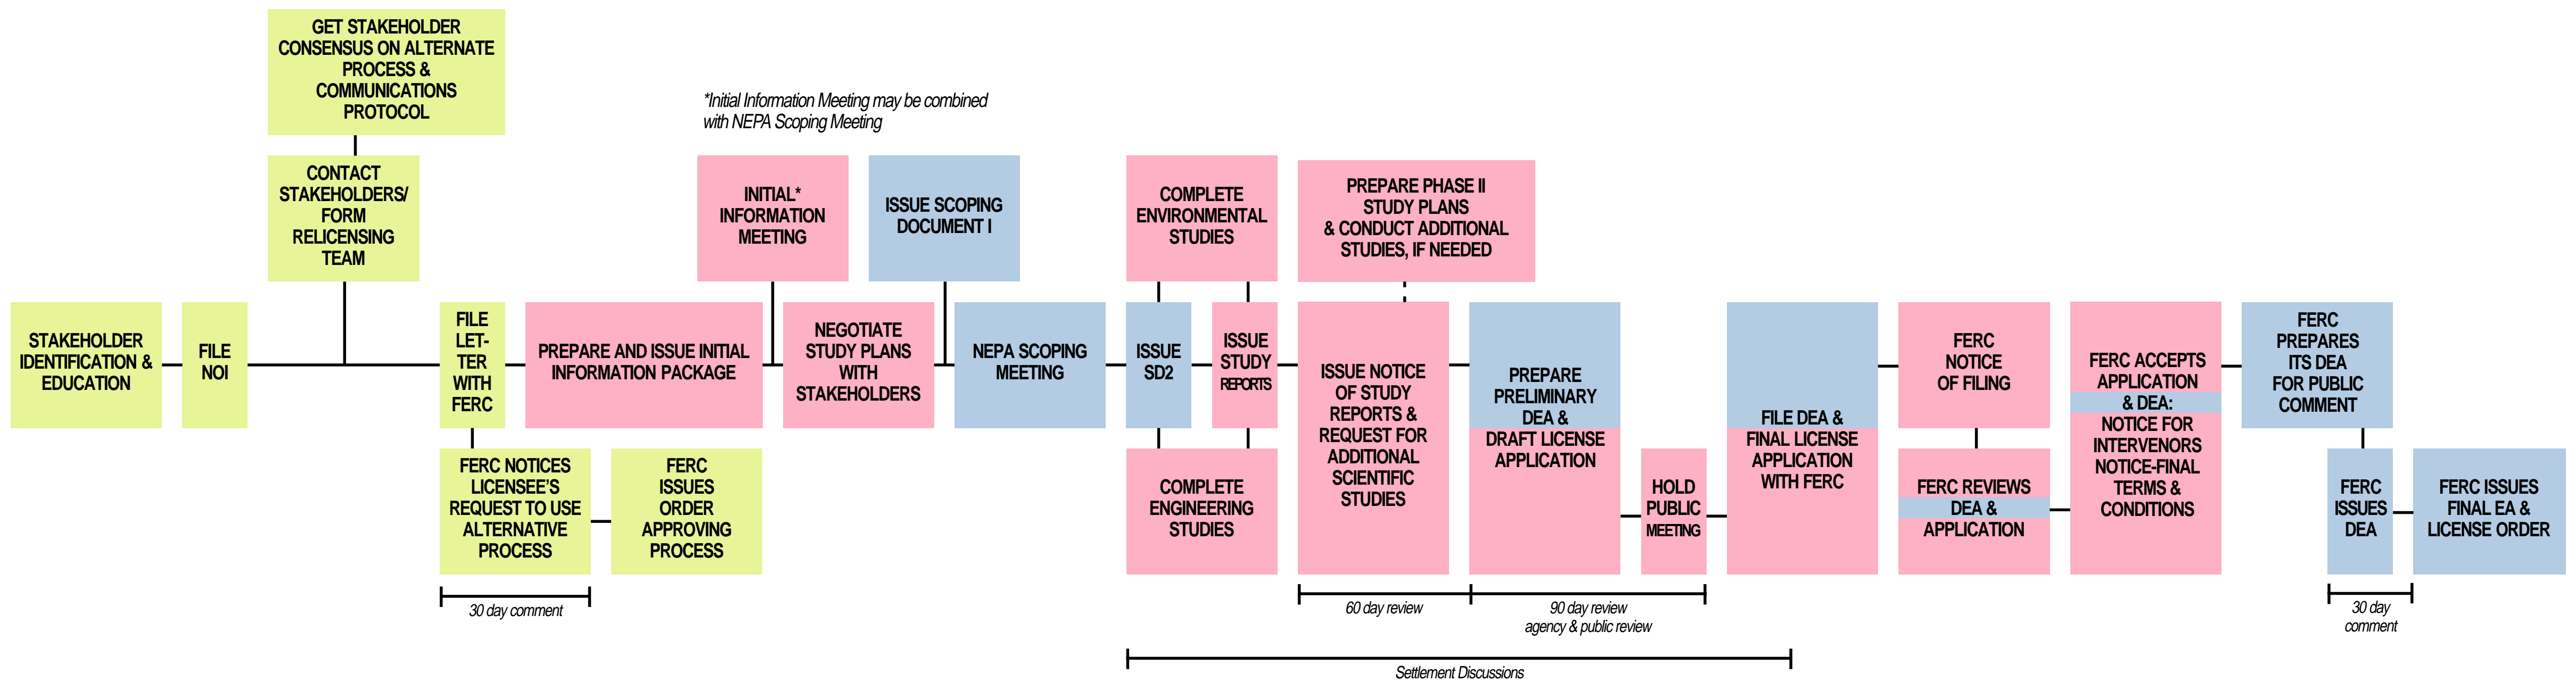 GET STAKEHOLDER
CONSENSUS ON ALTERNATE
PROCESS &
COMMUNICATIONS
PROTOCOL
*Initial Information Meeting may be combined
with NEPA Scoping Meeting
CONTACT
STAKEHOLDERS/
FORM
RELICENSING
TEAM
INITIAL*
INFORMATION
MEETING
ISSUE SCOPING
DOCUMENT I
COMPLETE
ENVIRONMENTAL
STUDIES
PREPARE PHASE II
STUDY PLANS
& CONDUCT ADDITIONAL
STUDIES, IF NEEDED
STAKEHOLDER
IDENTIFICATION &
EDUCATION
FILE
NOI
FILE
LET-
TER
WITH
FERC
PREPARE AND ISSUE INITIAL
INFORMATION PACKAGE
NEGOTIATE
STUDY PLANS
WITH
STAKEHOLDERS
NEPA SCOPING
MEETING
ISSUE
SD2
ISSUE
STUDY
REPORTS
ISSUE NOTICE
OF STUDY
REPORTS &
REQUEST FOR
ADDITIONAL
SCIENTIFIC
STUDIES
PREPARE
PRELIMINARY
DEA &
DRAFT LICENSE
APPLICATION
HOLD
PUBLIC
MEETING
FILE DEA &
FINAL LICENSE
APPLICATION
WITH FERC
FERC
NOTICE
OF FILING
FERC REVIEWS
DEA &
APPLICATION
FERC ACCEPTS
APPLICATION
& DEA:
NOTICE FOR
INTERVENORS
NOTICE-FINAL
TERMS &
CONDITIONS
FERC
PREPARES
ITS DEA
FOR PUBLIC
COMMENT
FERC
ISSUES
DEA
FERC ISSUES
FINAL EA &
LICENSE ORDER
FERC NOTICES
LICENSEE'S
REQUEST TO USE
ALTERNATIVE
PROCESS
FERC
ISSUES
ORDER
APPROVING
PROCESS
COMPLETE
ENGINEERING
STUDIES
30 day comment
60 day review
90 day review
agency & public review
30 day
comment
Settlement Discussions